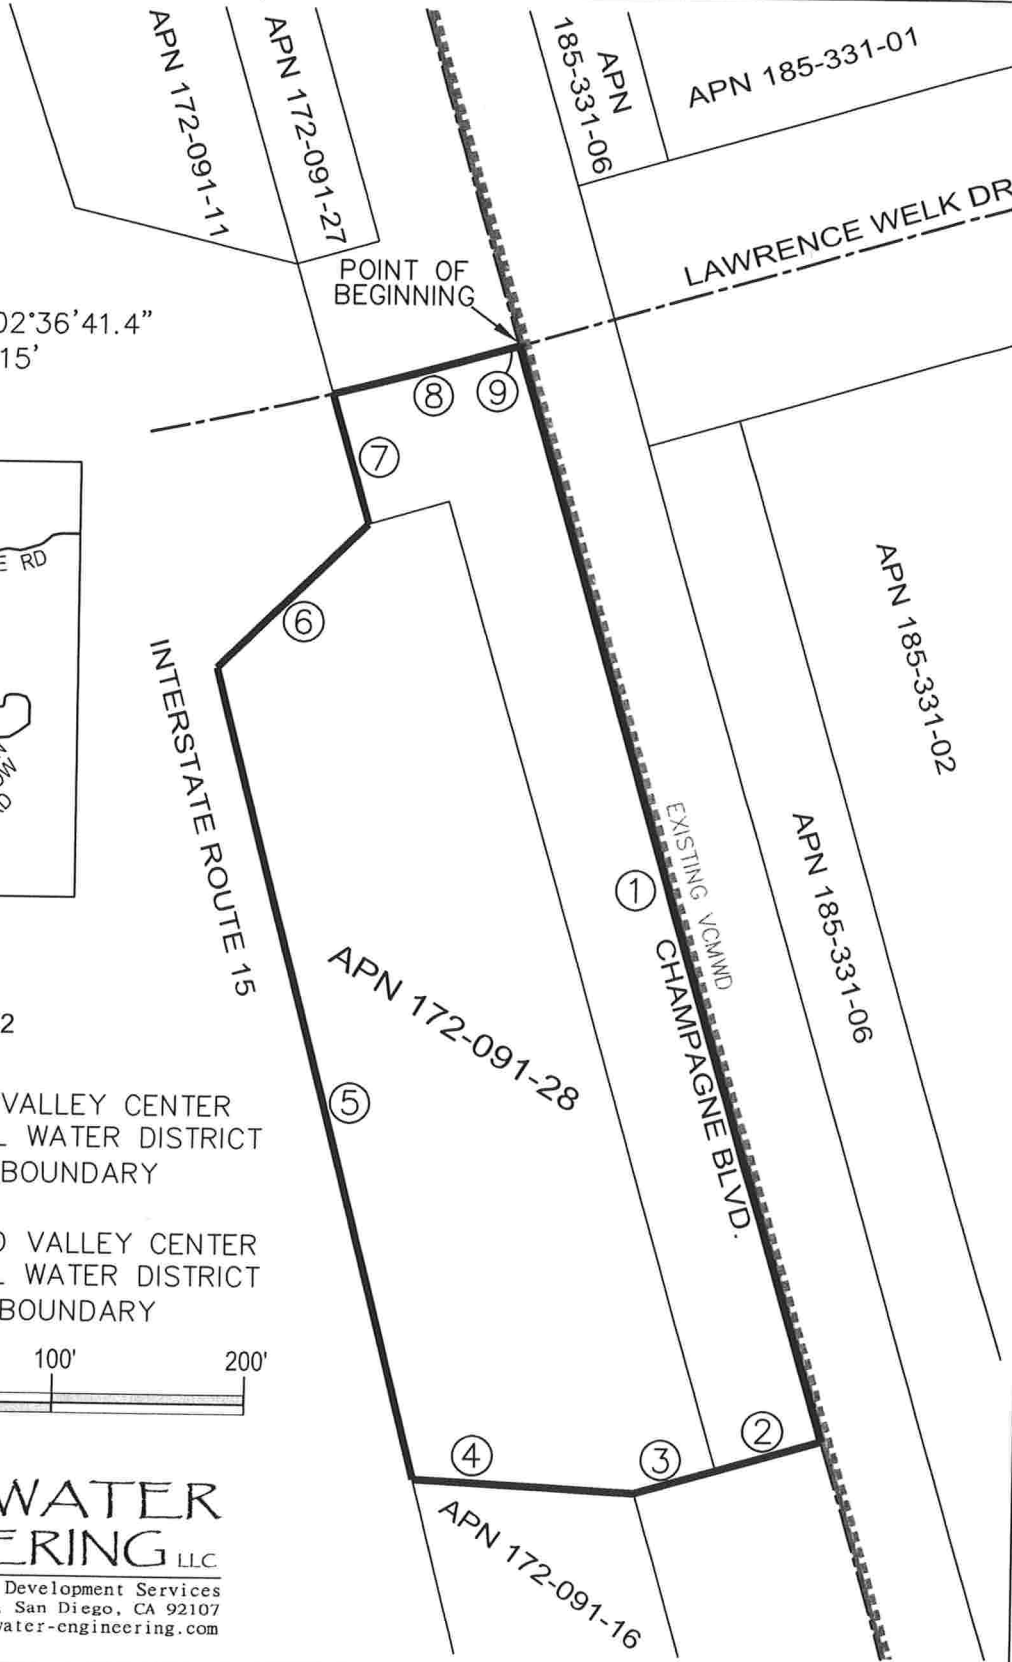 APN 172-091-11
APN 172-091-27
APN
185-331-06
APN 185-331-01
LAWRENCE WELK DR
POINT OF
BEGINNING
02°36'41.4"
15'
8
9
7
E RD
6
INTERSTATE ROUTE 15
APN 185-331-02
EXISTING VCMWD
1
CHAMPAGNE BLVD.
APN 185-331-06
APN 172-091-28
2
5
VALLEY CENTER
L WATER DISTRICT
BOUNDARY
VALLEY CENTER
L WATER DISTRICT
BOUNDARY
100'
200'
4
3
2
APN 172-091-16
WATER
ERING LLC
Development Services
San Diego, CA 92107
water-engineering.com